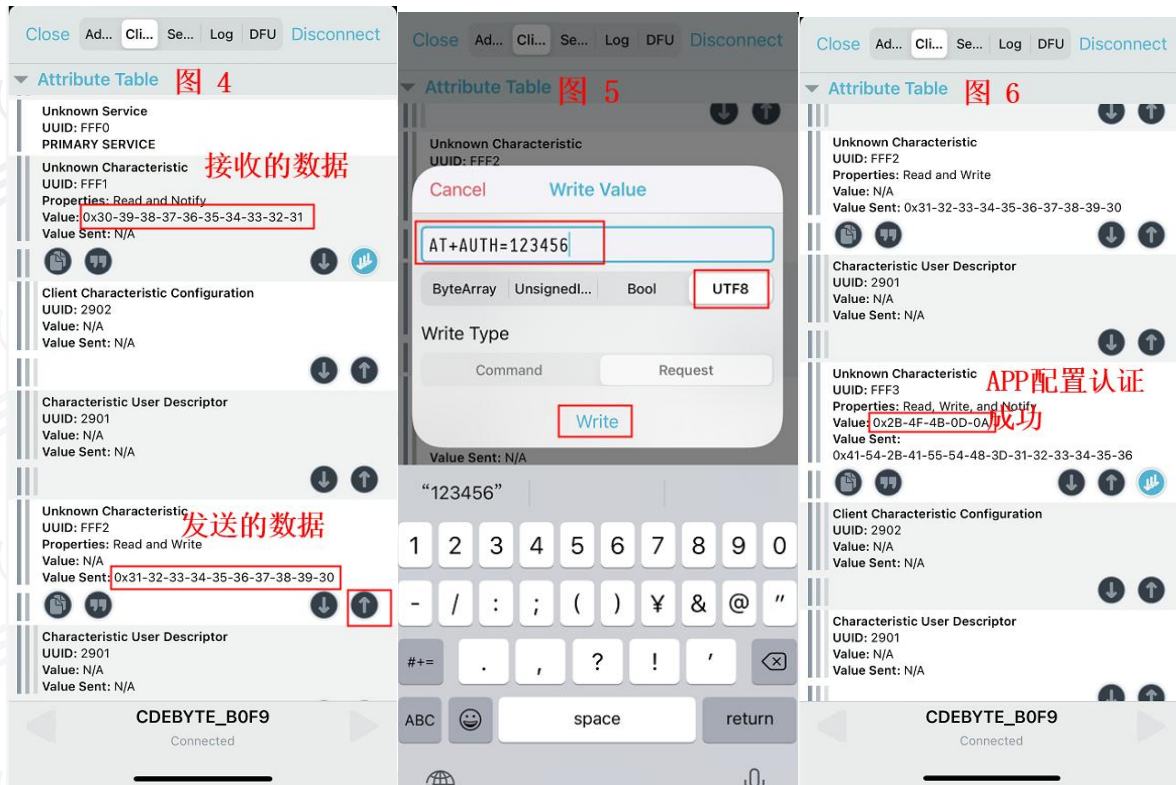 Close Ad... Cli... Se... Log DFU Disconnect
Attribute Table 图 4
Unknown Service
UUID: FFF0
PRIMARY SERVICE
Unknown Characteristic 接收的数据
UUID: FFF1
Properties: Read and Notify
Value: 0x30-39-38-37-36-35-34-33-32-31
Value Sent: N/A
Client Characteristic Configuration
UUID: 2902
Value: N/A
Value Sent: N/A
Characteristic User Descriptor
UUID: 2901
Value: N/A
Value Sent: N/A
Unknown Characteristic 发送的数据
UUID: FFF2
Properties: Read and Write
Value: N/A
Value Sent: 0x31-32-33-34-35-36-37-38-39-30
Characteristic User Descriptor
UUID: 2901
Value: N/A
Value Sent: N/A
CDEBYTE_B0F9
Connected
Close Ad... Cli... Se... Log DFU Disconnect
Attribute Table 图 5
Unknown Characteristic
UUID: FFF2
Cancel Write Value
AT+AUTH=123456
ByteArray UnsignedI... Bool UTF8
Write Type
Command Request
Write
Value Sent: N/A
“123456”
1 2 3 4 5 6 7 8 9 0
- / : ; ( ) ¥ & @ "
#+= . , ? ! ′
ABC space return
Close Ad... Cli... Se... Log DFU Disconnect
Attribute Table 图 6
Unknown Characteristic
UUID: FFF2
Properties: Read and Write
Value: N/A
Value Sent: 0x31-32-33-34-35-36-37-38-39-30
Characteristic User Descriptor
UUID: 2901
Value: N/A
Value Sent: N/A
Unknown Characteristic APP配置认证
UUID: FFF3
Properties: Read, Write, and Notify
Value: 0x2B-4F-4B-0D-0A 成功
Value Sent:
0x41-54-2B-41-55-54-48-3D-31-32-33-34-35-36
Client Characteristic Configuration
UUID: 2902
Value: N/A
Value Sent: N/A
Characteristic User Descriptor
UUID: 2901
Value: N/A
Value Sent: N/A
CDEBYTE_B0F9
Connected